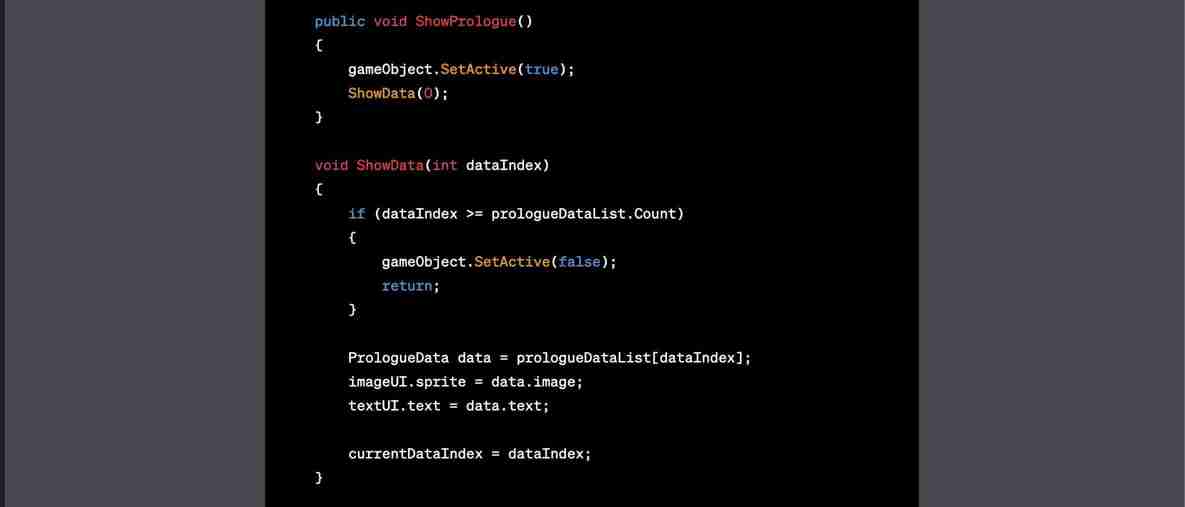 public void ShowPrologue()
{
    gameObject.SetActive(true);
    ShowData(0);
}

void ShowData(int dataIndex)
{
    if (dataIndex >= prologueDataList.Count)
    {
        gameObject.SetActive(false);
        return;
    }

    PrologueData data = prologueDataList[dataIndex];
    imageUI.sprite = data.image;
    textUI.text = data.text;

    currentDataIndex = dataIndex;
}